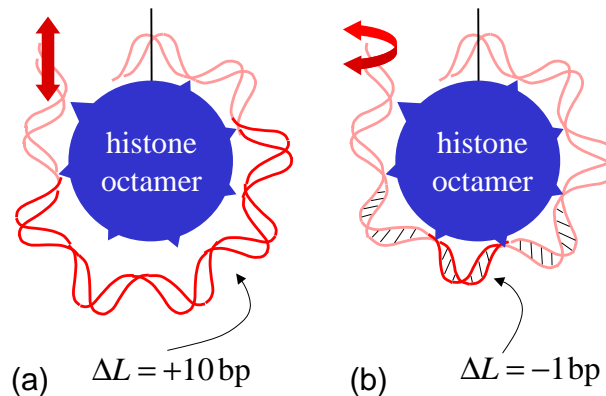 histone
octamer
(a)
ΔL = +10 bp
histone
octamer
(b)
ΔL = −1 bp